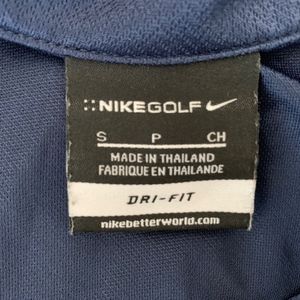 NIKEGOLF
S P CH
MADE IN THAILAND
FABRIQUE EN THAILANDE
DRI-FIT
nikebetterworld.com